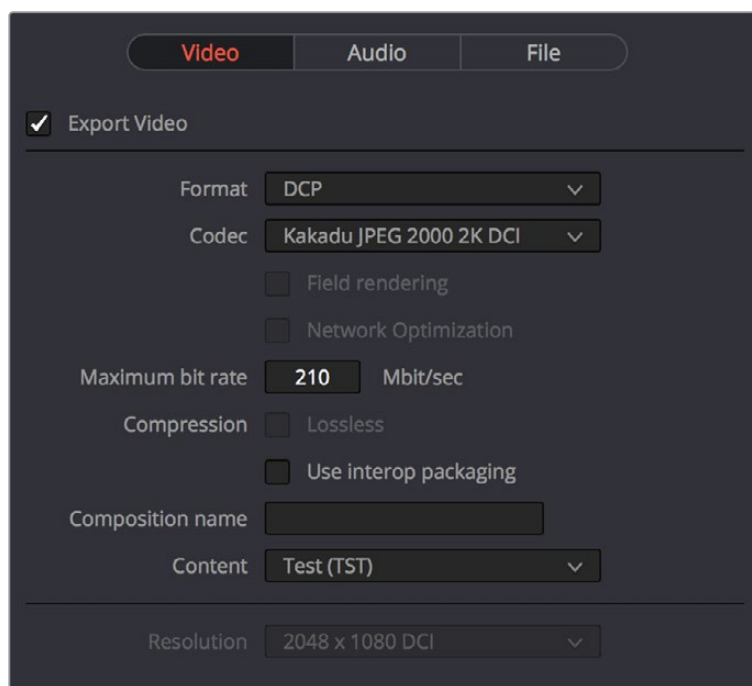 Video Audio File
Export Video
Format DCP
Codec Kakadu JPEG 2000 2K DCI
Field rendering
Network Optimization
Maximum bit rate 210 Mbit/sec
Compression Lossless
Use interop packaging
Composition name
Content Test (TST)
Resolution 2048 x 1080 DCI